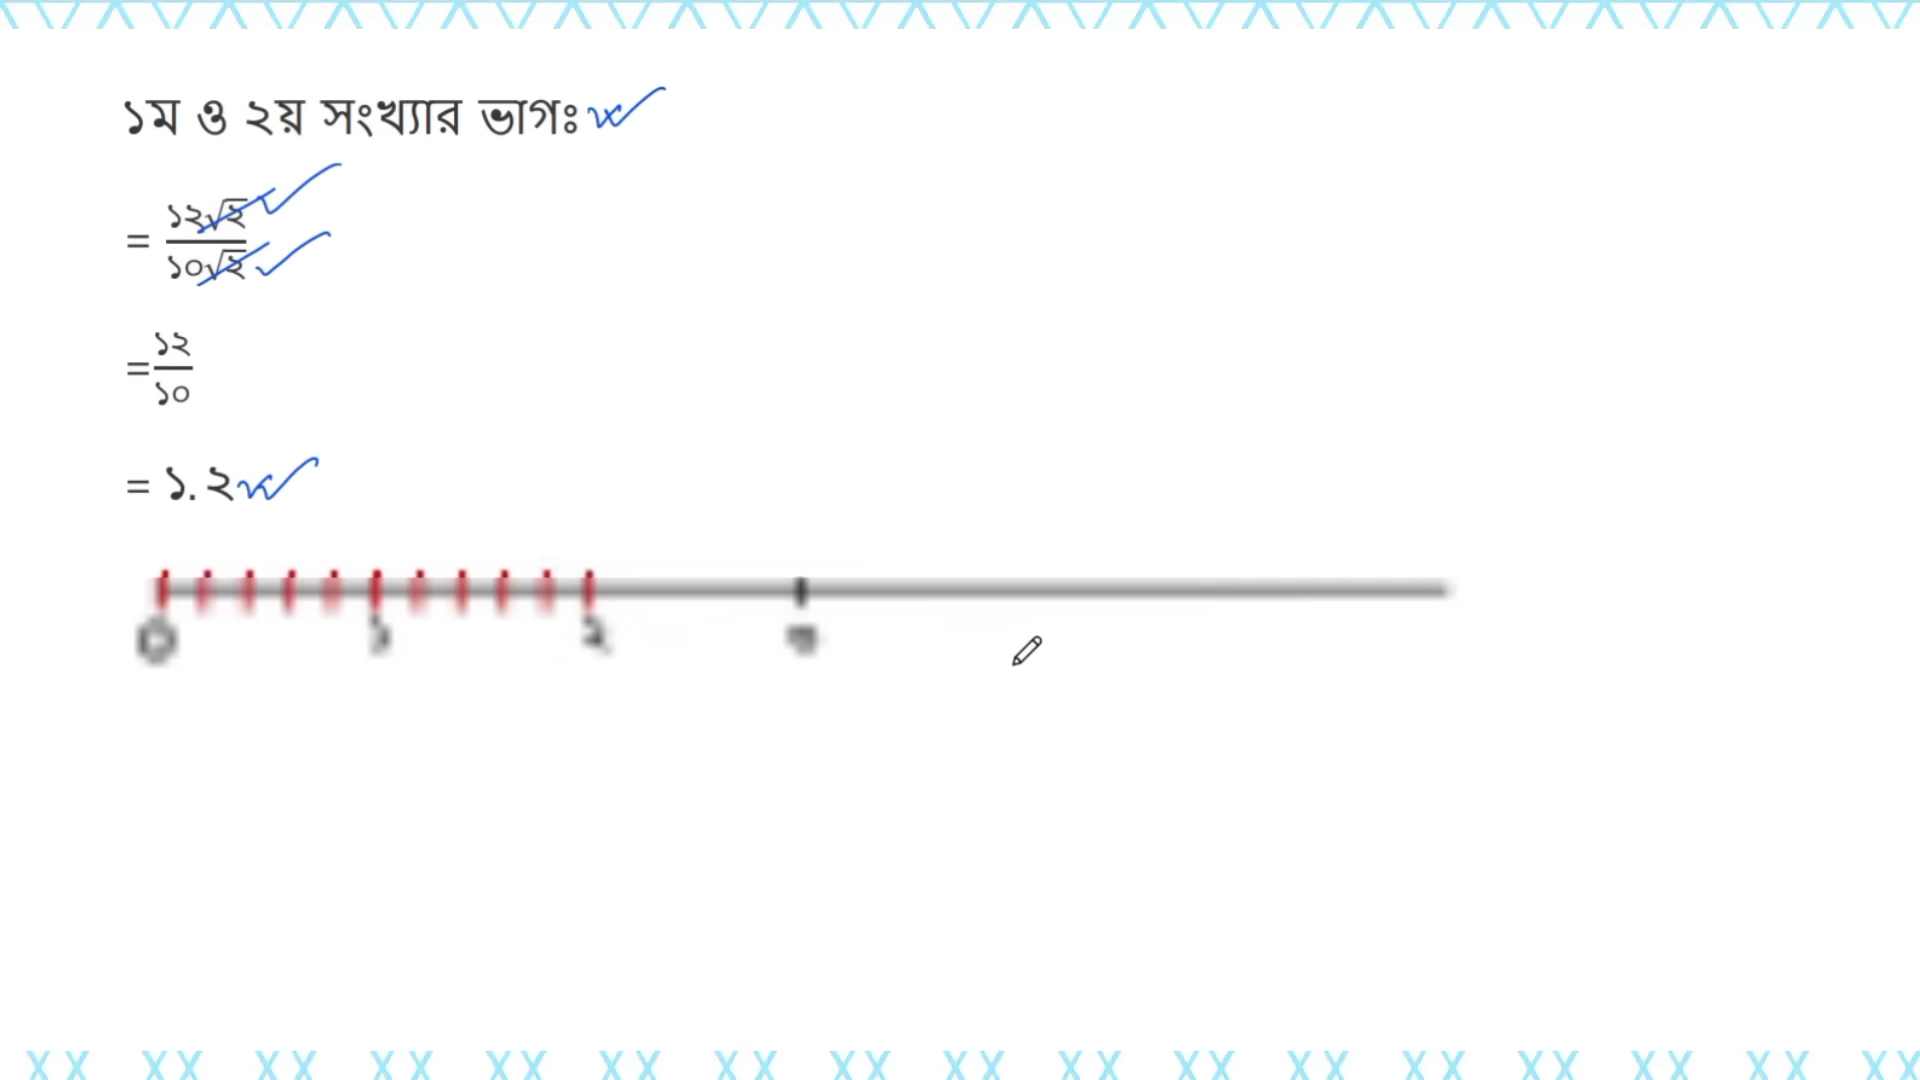 ১ম ও ২য় সংখ্যার ভাগঃ
= ১২√২ / ১০√২
= ১২ / ১০
= ১.২
০ ১ ২ ৩